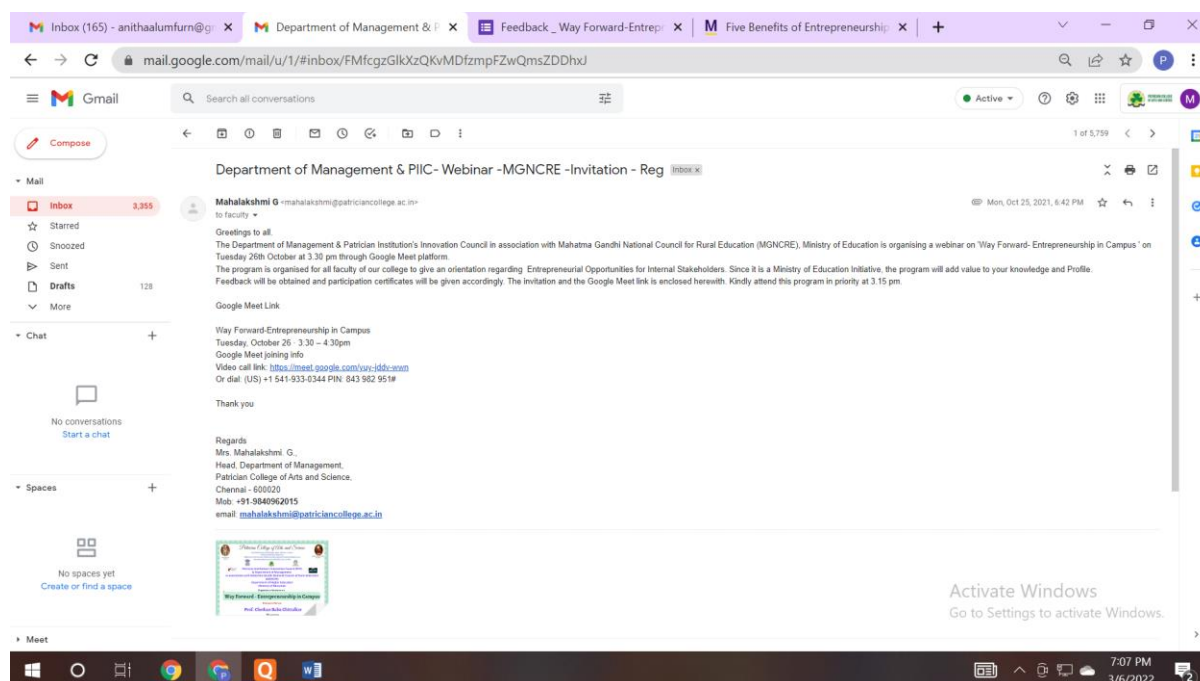 Inbox (165) - anithaalumfurn@gr
Department of Management & P
Feedback _ Way Forward-Entrepr
M Five Benefits of Entrepreneurship
mail.google.com/mail/u/1/#inbox/FMfcgzGlkXzQKvMDfzmpFZwQmsZDDhxJ
P
Gmail
Search all conversations
Active
M
Compose
1 of 5,759
Mail
Inbox 3,355
Starred
Snoozed
Sent
Drafts 128
More
Chat
No conversations
Start a chat
Spaces
No spaces yet
Create or find a space
Meet
Department of Management & PIIC- Webinar -MGNCRE -Invitation - Reg Inbox x
Mahalakshmi G <mahalakshmi@patriciancollege.ac.in> Mon, Oct 25, 2021, 6:42 PM
to faculty
Greetings to all.
The Department of Management & Patrician Institution's Innovation Council in association with Mahatma Gandhi National Council for Rural Education (MGNCRE), Ministry of Education is organising a webinar on 'Way Forward- Entrepreneurship in Campus ' on
Tuesday 26th October at 3.30 pm through Google Meet platform.
The program is organised for all faculty of our college to give an orientation regarding Entrepreneurial Opportunities for Internal Stakeholders. Since it is a Ministry of Education Initiative, the program will add value to your knowledge and Profile.
Feedback will be obtained and participation certificates will be given accordingly. The invitation and the Google Meet link is enclosed herewith. Kindly attend this program in priority at 3.15 pm.
Google Meet Link
Way Forward-Entrepreneurship in Campus
Tuesday, October 26 · 3:30 – 4:30pm
Google Meet joining info
Video call link: https://meet.google.com/vuy-jddv-wwn
Or dial: (US) +1 541-933-0344 PIN: 843 982 951#
Thank you
Regards
Mrs. Mahalakshmi. G.,
Head, Department of Management,
Patrician College of Arts and Science,
Chennai - 600020
Mob: +91-9840962015
email: mahalakshmi@patriciancollege.ac.in
Patrician College of Arts and Science
Way Forward - Entrepreneurship in Campus
Activate Windows
Go to Settings to activate Windows.
Q
W
7:07 PM
3/6/2022
2